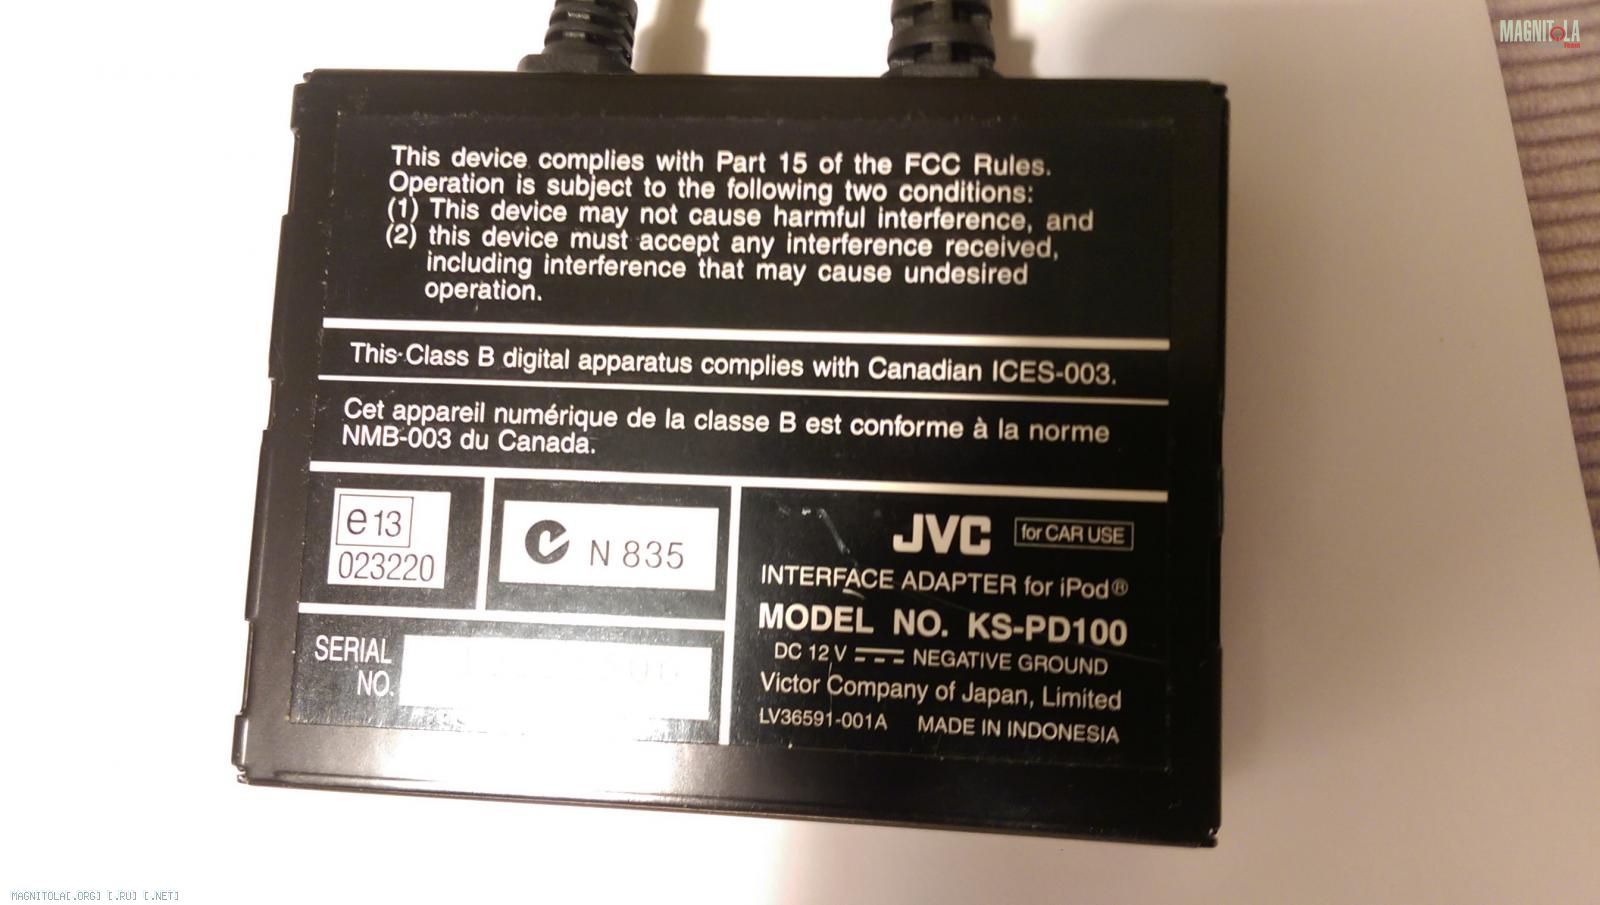 MAGNITOLA
Team
This device complies with Part 15 of the FCC Rules.
Operation is subject to the following two conditions:
(1) This device may not cause harmful interference, and
(2) this device must accept any interference received,
including interference that may cause undesired
operation.
This Class B digital apparatus complies with Canadian ICES-003.
Cet appareil numérique de la classe B est conforme à la norme
NMB-003 du Canada.
e13
023220
N 835
SERIAL
NO.
JVC for CAR USE
INTERFACE ADAPTER for iPod®
MODEL NO. KS-PD100
DC 12 V NEGATIVE GROUND
Victor Company of Japan, Limited
LV36591-001A MADE IN INDONESIA
MAGNITOLA[.ORG] [.RU] [.NET]